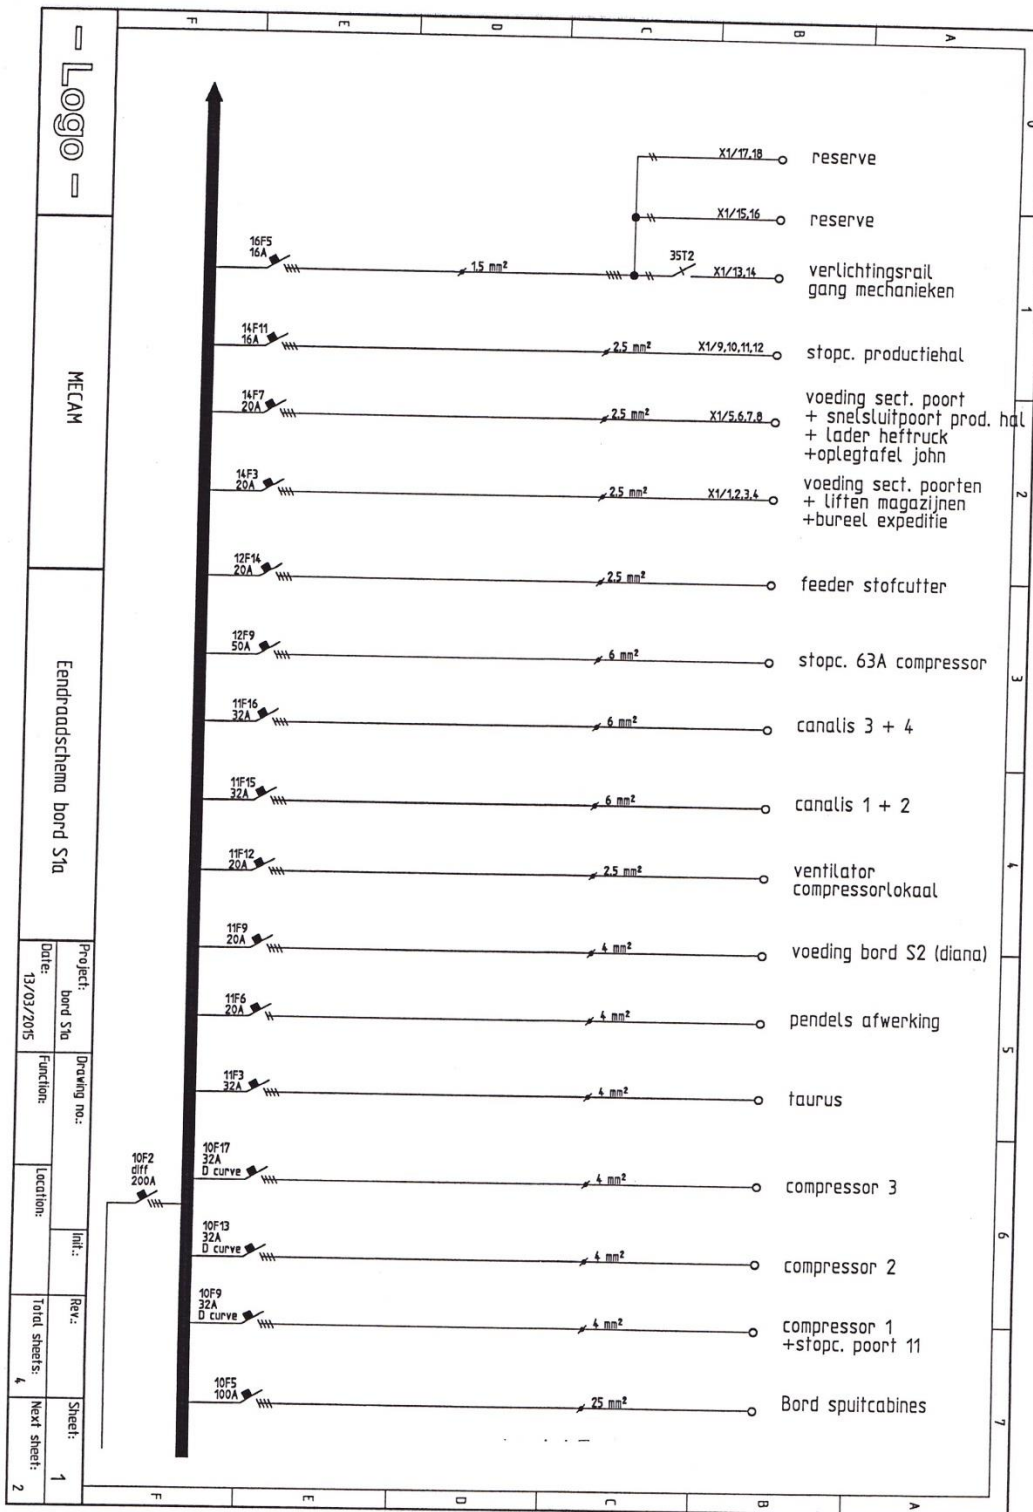 F
E
D
C
B
A
0
1
2
3
4
5
6
7
F
E
D
C
B
A
X1/17,18
reserve
X1/15,16
reserve
16F5
16A
1.5 mm²
35T2
X1/13,14
verlichtingsrail
gang mechanieken
14F11
16A
2.5 mm²
X1/9,10,11,12
stopc. productiehal
14F7
20A
2.5 mm²
X1/5,6,7,8
voeding sect. poort
+ snelsluitpoort prod. hal
+ lader heftruck
+oplegtafel john
14F3
20A
2.5 mm²
X1/1,2,3,4
voeding sect. poorten
+ liften magazijnen
+bureel expeditie
12F14
20A
2.5 mm²
feeder stofcutter
12F9
50A
6 mm²
stopc. 63A compressor
11F16
32A
6 mm²
canalis 3 + 4
11F15
32A
6 mm²
canalis 1 + 2
11F12
20A
2.5 mm²
ventilator
compressorlokaal
11F9
20A
4 mm²
voeding bord S2 (diana)
11F6
20A
4 mm²
pendels afwerking
11F3
32A
4 mm²
taurus
10F2
diff
200A
10F17
32A
D curve
4 mm²
compressor 3
10F13
32A
D curve
4 mm²
compressor 2
10F9
32A
D curve
4 mm²
compressor 1
+stopc. poort 11
10F5
100A
25 mm²
Bord spuitcabines
- Logo -
MECAM
Eendraadschema bord S1a
Project:
bord S1a
Date:
13/03/2015
Drawing no.:
Function:
Location:
Init.:
Rev.:
Total sheets:
4
Sheet:
1
Next sheet:
2